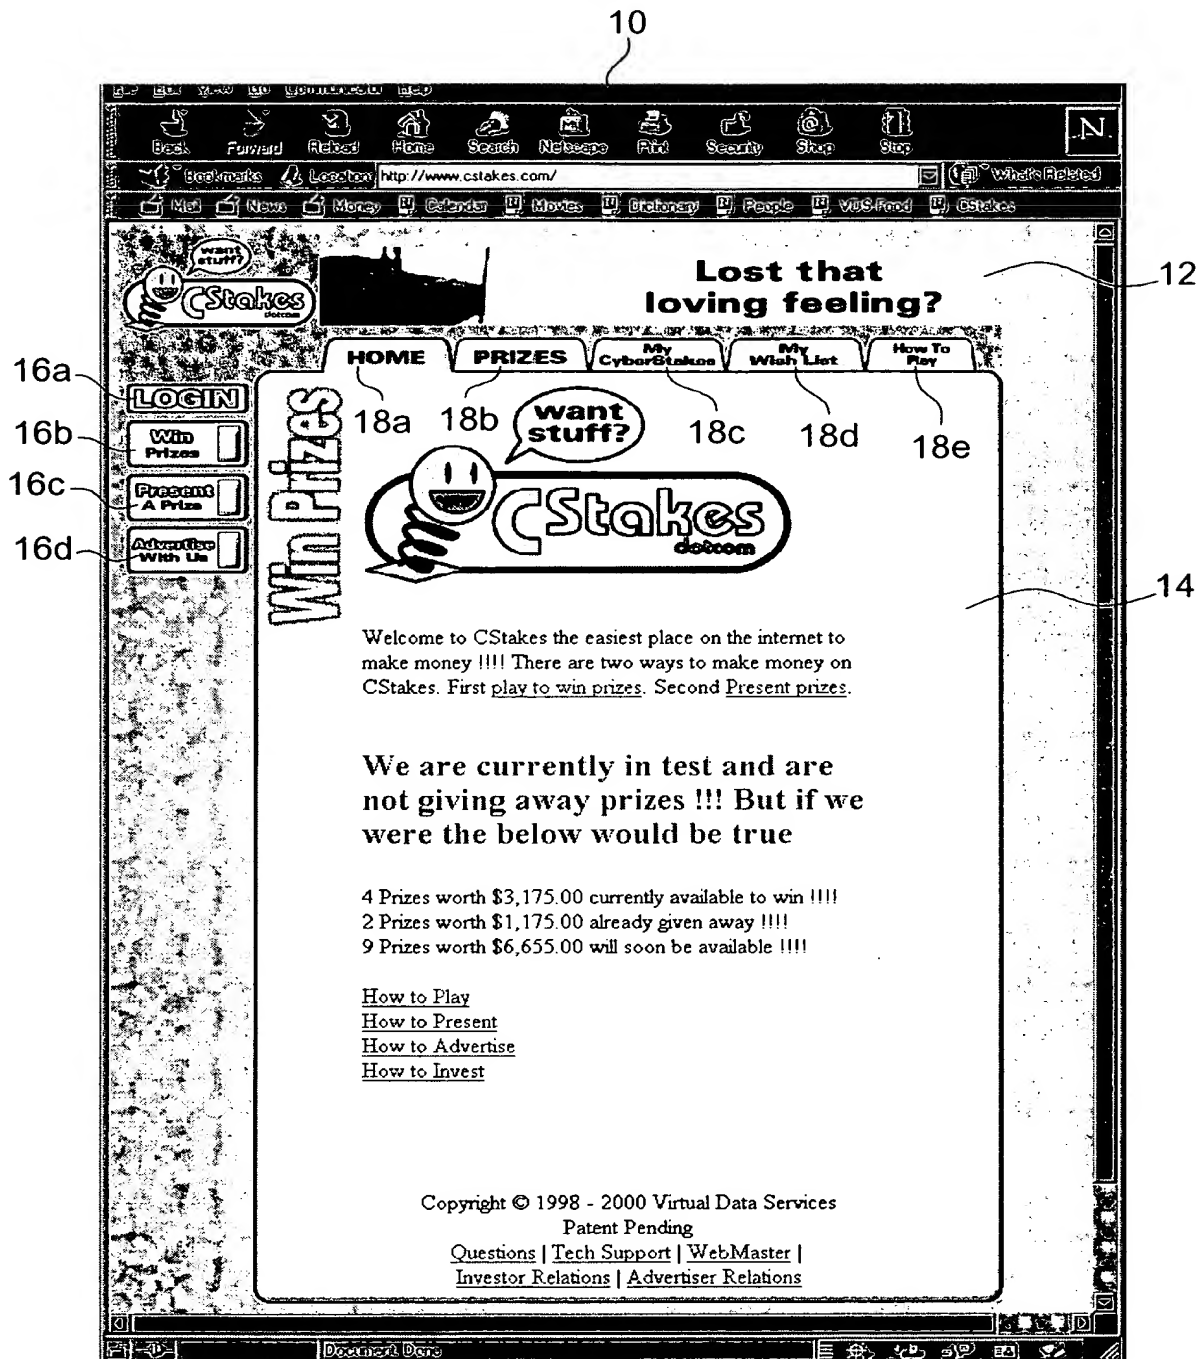 10
File Edit View Go Communicator Help
Back Forward Reload Home Search Netscape Print Security Shop Stop N
Bookmarks Location: http://www.cstakes.com/ What's Related
Mail News Money Calendar Movies Dictionary People VDS-Food CStakes
want stuff?
CStakes
dotcom
Lost that
loving feeling?
12
HOME PRIZES My CyberStakes My Wish List How To Play
16a LOGIN
16b Win Prizes
16c Present A Prize
16d Advertise With Us
18a 18b 18c 18d 18e
Win Prizes
want
stuff?
CStakes
dotcom
14
Welcome to CStakes the easiest place on the internet to
make money !!!! There are two ways to make money on
CStakes. First play to win prizes. Second Present prizes.
We are currently in test and are
not giving away prizes !!! But if we
were the below would be true
4 Prizes worth $3,175.00 currently available to win !!!!
2 Prizes worth $1,175.00 already given away !!!!
9 Prizes worth $6,655.00 will soon be available !!!!
How to Play
How to Present
How to Advertise
How to Invest
Copyright © 1998 - 2000 Virtual Data Services
Patent Pending
Questions | Tech Support | WebMaster |
Investor Relations | Advertiser Relations
Document: Done